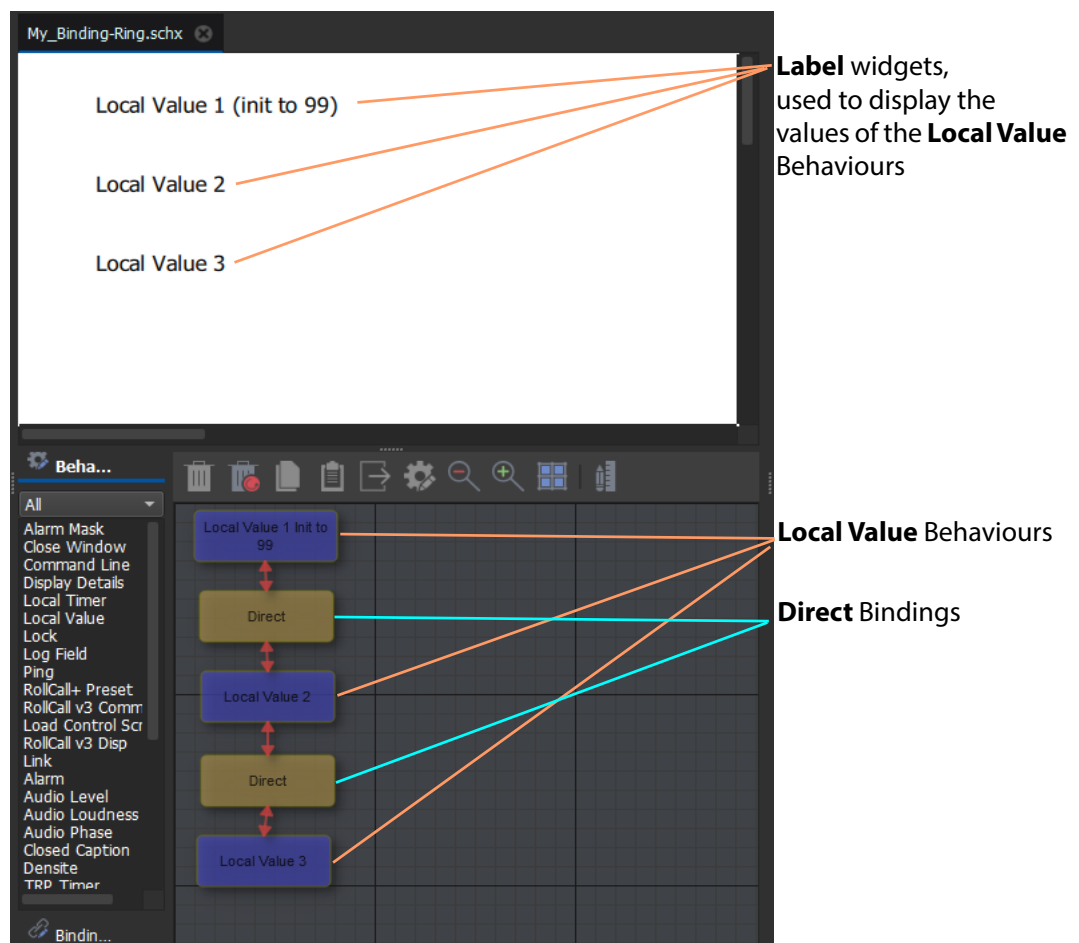 My_Binding-Ring.schx
Local Value 1 (init to 99)
Local Value 2
Local Value 3
Label widgets,
used to display the
values of the Local Value
Behaviours
Beha...
All
Alarm Mask
Close Window
Command Line
Display Details
Local Timer
Local Value
Lock
Log Field
Ping
RollCall+ Preset
RollCall v3 Comm
Load Control Scr
RollCall v3 Disp
Link
Alarm
Audio Level
Audio Loudness
Audio Phase
Closed Caption
Densite
TRP Timer
Bindin...
Local Value 1 Init to
99
Direct
Local Value 2
Direct
Local Value 3
Local Value Behaviours
Direct Bindings